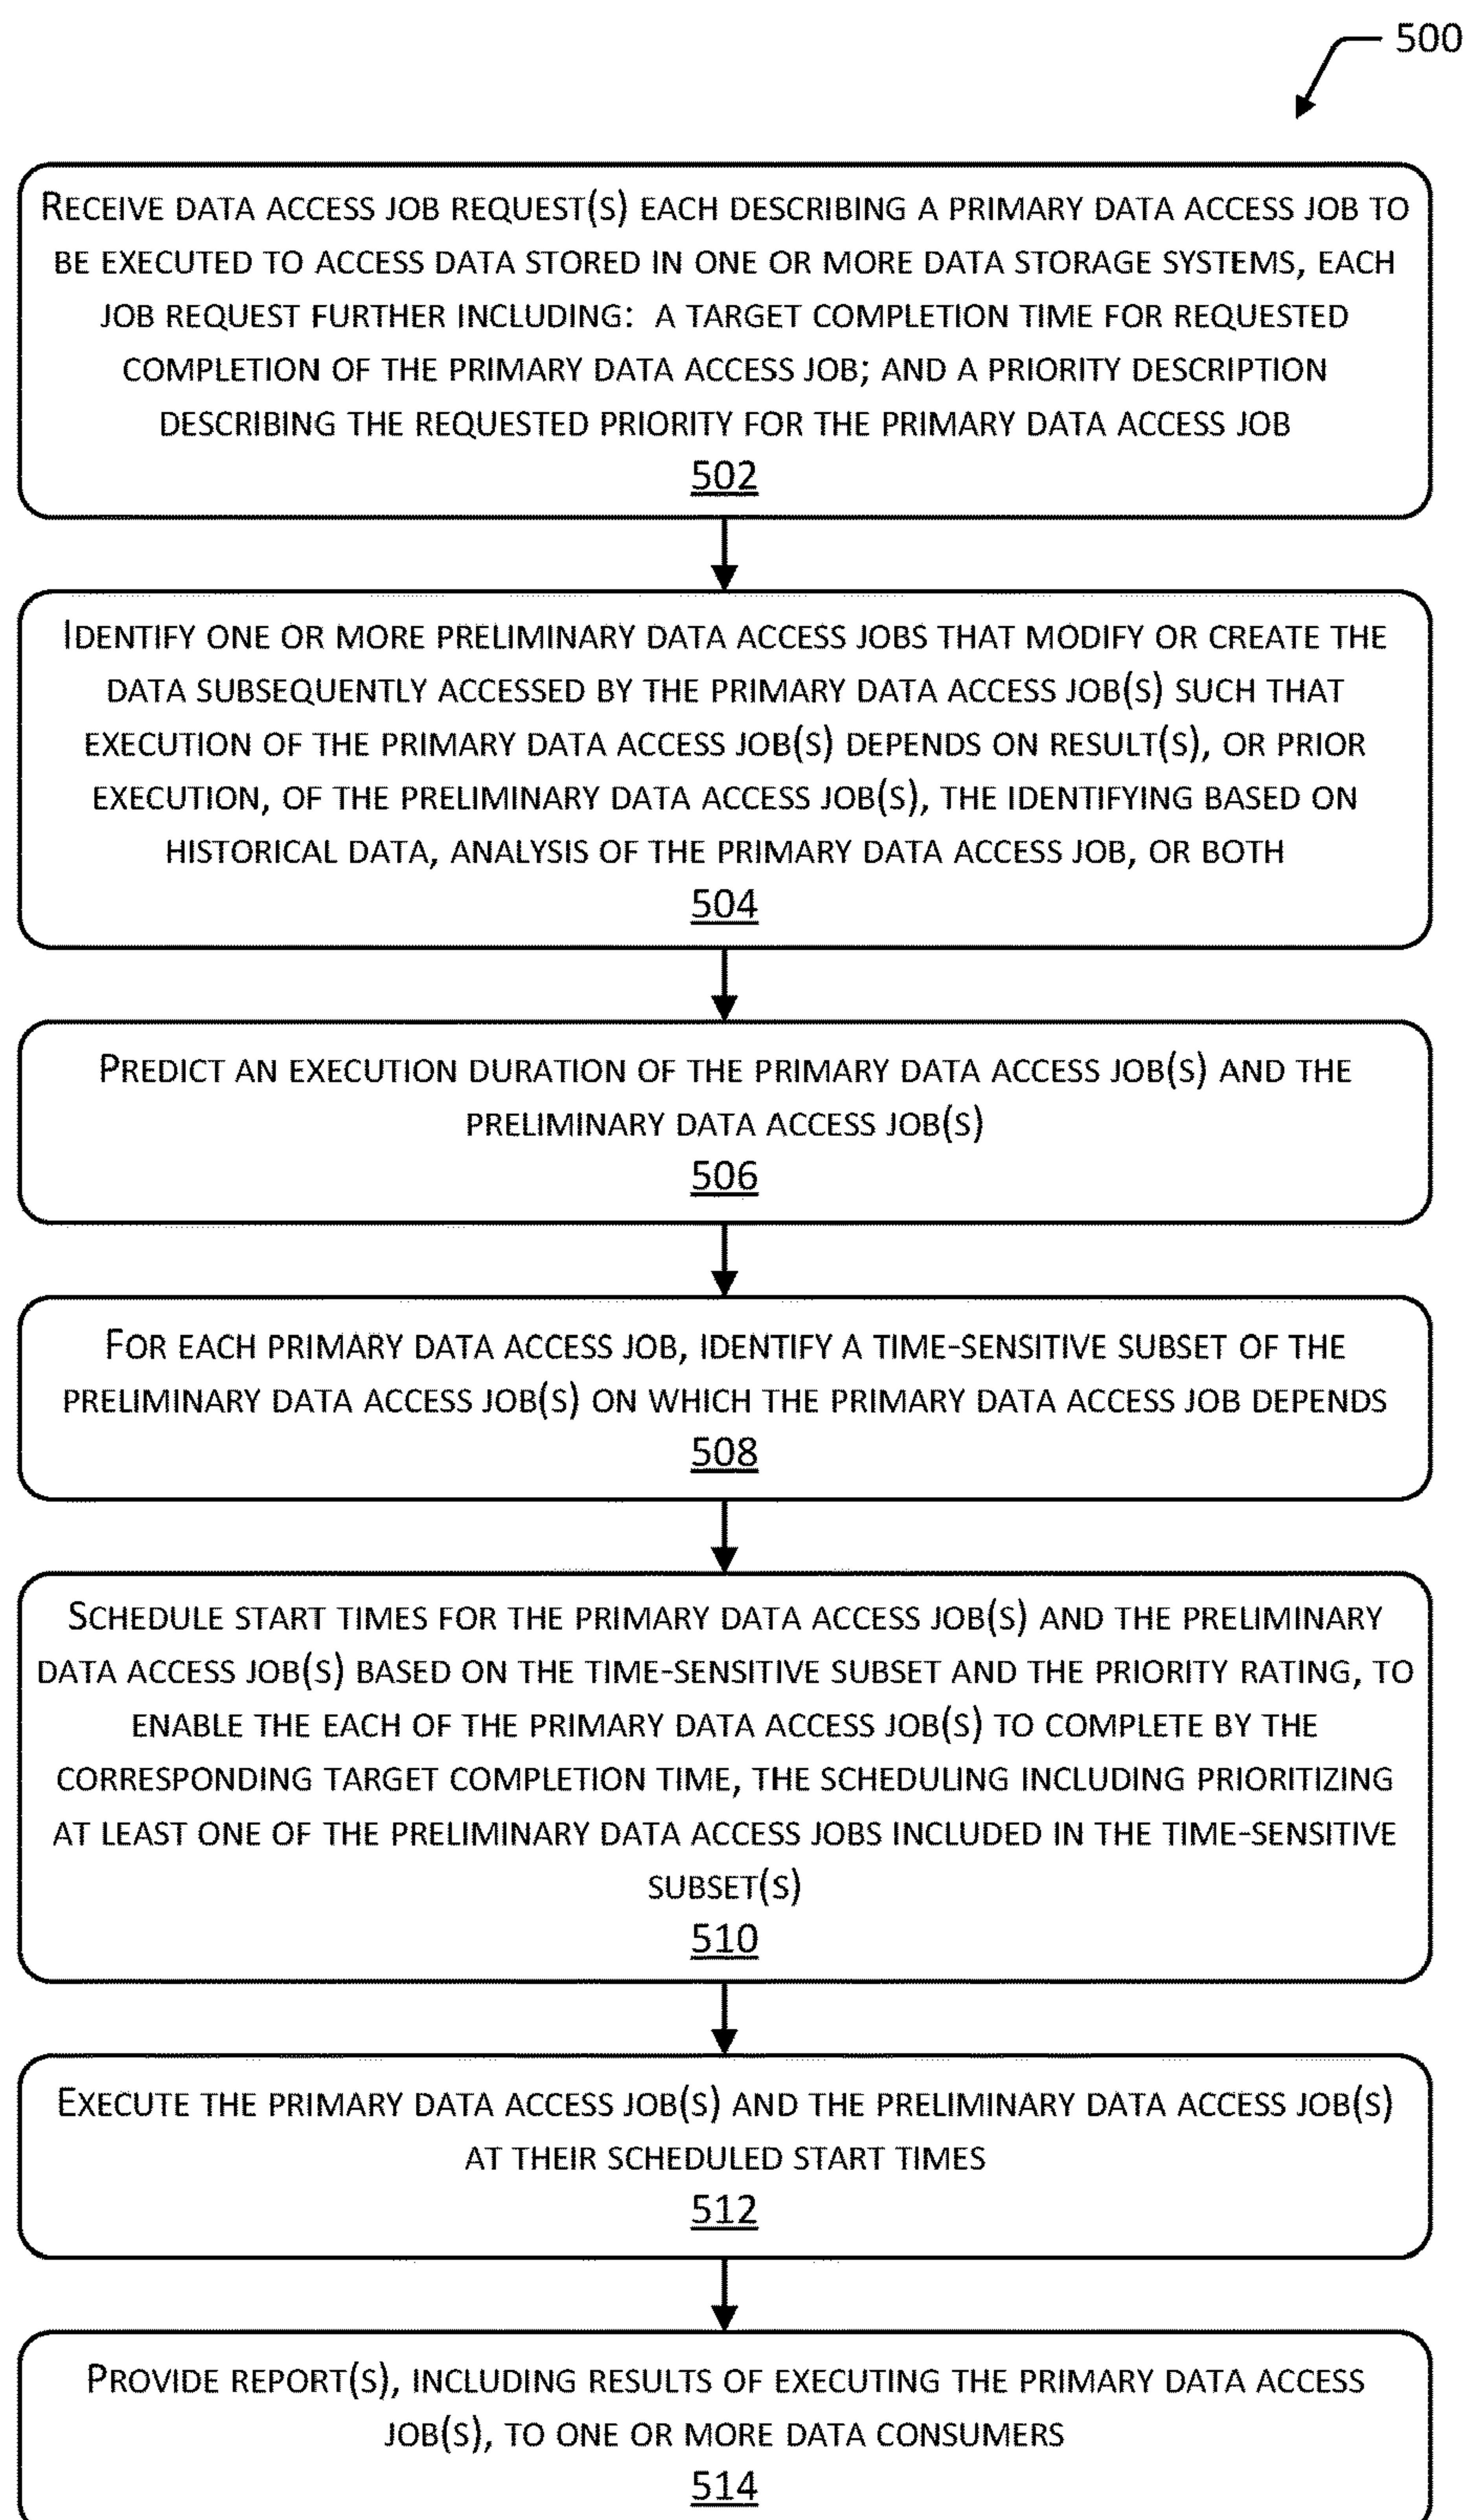 500
RECEIVE DATA ACCESS JOB REQUEST(S) EACH DESCRIBING A PRIMARY DATA ACCESS JOB TO
BE EXECUTED TO ACCESS DATA STORED IN ONE OR MORE DATA STORAGE SYSTEMS, EACH
JOB REQUEST FURTHER INCLUDING: A TARGET COMPLETION TIME FOR REQUESTED
COMPLETION OF THE PRIMARY DATA ACCESS JOB; AND A PRIORITY DESCRIPTION
DESCRIBING THE REQUESTED PRIORITY FOR THE PRIMARY DATA ACCESS JOB
502
IDENTIFY ONE OR MORE PRELIMINARY DATA ACCESS JOBS THAT MODIFY OR CREATE THE
DATA SUBSEQUENTLY ACCESSED BY THE PRIMARY DATA ACCESS JOB(S) SUCH THAT
EXECUTION OF THE PRIMARY DATA ACCESS JOB(S) DEPENDS ON RESULT(S), OR PRIOR
EXECUTION, OF THE PRELIMINARY DATA ACCESS JOB(S), THE IDENTIFYING BASED ON
HISTORICAL DATA, ANALYSIS OF THE PRIMARY DATA ACCESS JOB, OR BOTH
504
PREDICT AN EXECUTION DURATION OF THE PRIMARY DATA ACCESS JOB(S) AND THE
PRELIMINARY DATA ACCESS JOB(S)
506
FOR EACH PRIMARY DATA ACCESS JOB, IDENTIFY A TIME-SENSITIVE SUBSET OF THE
PRELIMINARY DATA ACCESS JOB(S) ON WHICH THE PRIMARY DATA ACCESS JOB DEPENDS
508
SCHEDULE START TIMES FOR THE PRIMARY DATA ACCESS JOB(S) AND THE PRELIMINARY
DATA ACCESS JOB(S) BASED ON THE TIME-SENSITIVE SUBSET AND THE PRIORITY RATING, TO
ENABLE THE EACH OF THE PRIMARY DATA ACCESS JOB(S) TO COMPLETE BY THE
CORRESPONDING TARGET COMPLETION TIME, THE SCHEDULING INCLUDING PRIORITIZING
AT LEAST ONE OF THE PRELIMINARY DATA ACCESS JOBS INCLUDED IN THE TIME-SENSITIVE
SUBSET(S)
510
EXECUTE THE PRIMARY DATA ACCESS JOB(S) AND THE PRELIMINARY DATA ACCESS JOB(S)
AT THEIR SCHEDULED START TIMES
512
PROVIDE REPORT(S), INCLUDING RESULTS OF EXECUTING THE PRIMARY DATA ACCESS
JOB(S), TO ONE OR MORE DATA CONSUMERS
514